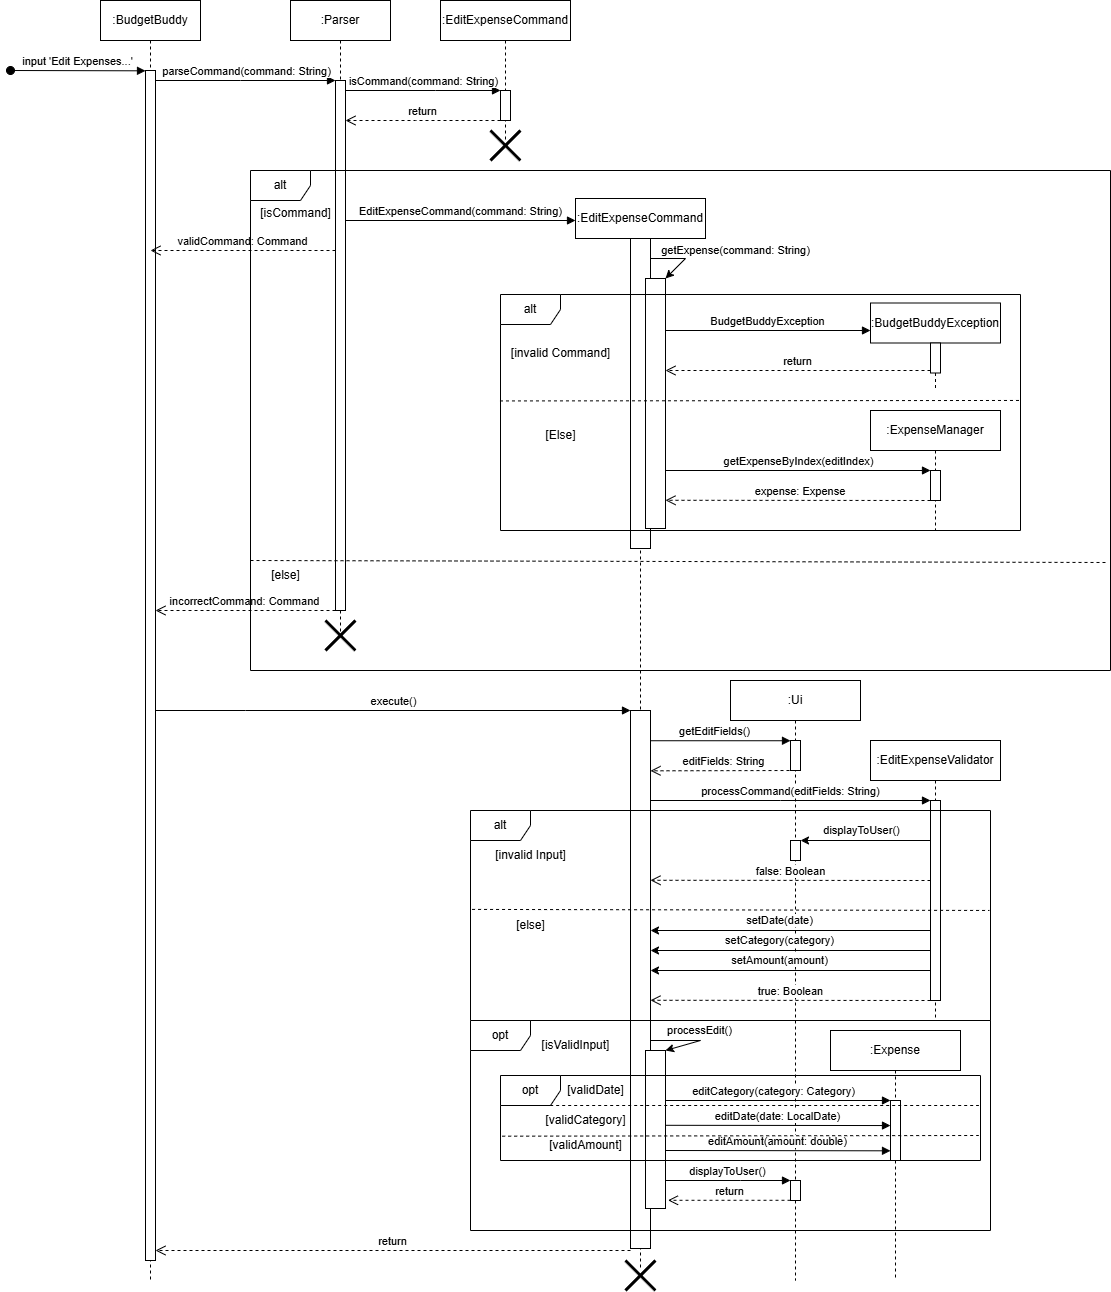 :BudgetBuddy
:Parser
:EditExpenseCommand
input 'Edit Expenses...'
parseCommand(command: String)
isCommand(command: String)
return
alt
[isCommand]
EditExpenseCommand(command: String)
:EditExpenseCommand
validCommand: Command
getExpense(command: String)
alt
BudgetBuddyException
:BudgetBuddyException
[invalid Command]
return
[Else]
:ExpenseManager
getExpenseByIndex(editIndex)
expense: Expense
[else]
incorrectCommand: Command
execute()
:Ui
getEditFields()
editFields: String
:EditExpenseValidator
processCommand(editFields: String)
alt
displayToUser()
[invalid Input]
false: Boolean
[else]
setDate(date)
setCategory(category)
setAmount(amount)
true: Boolean
opt
[isValidInput]
processEdit()
:Expense
opt
[validDate]
editCategory(category: Category)
[validCategory]
editDate(date: LocalDate)
[validAmount]
editAmount(amount: double)
displayToUser()
return
return